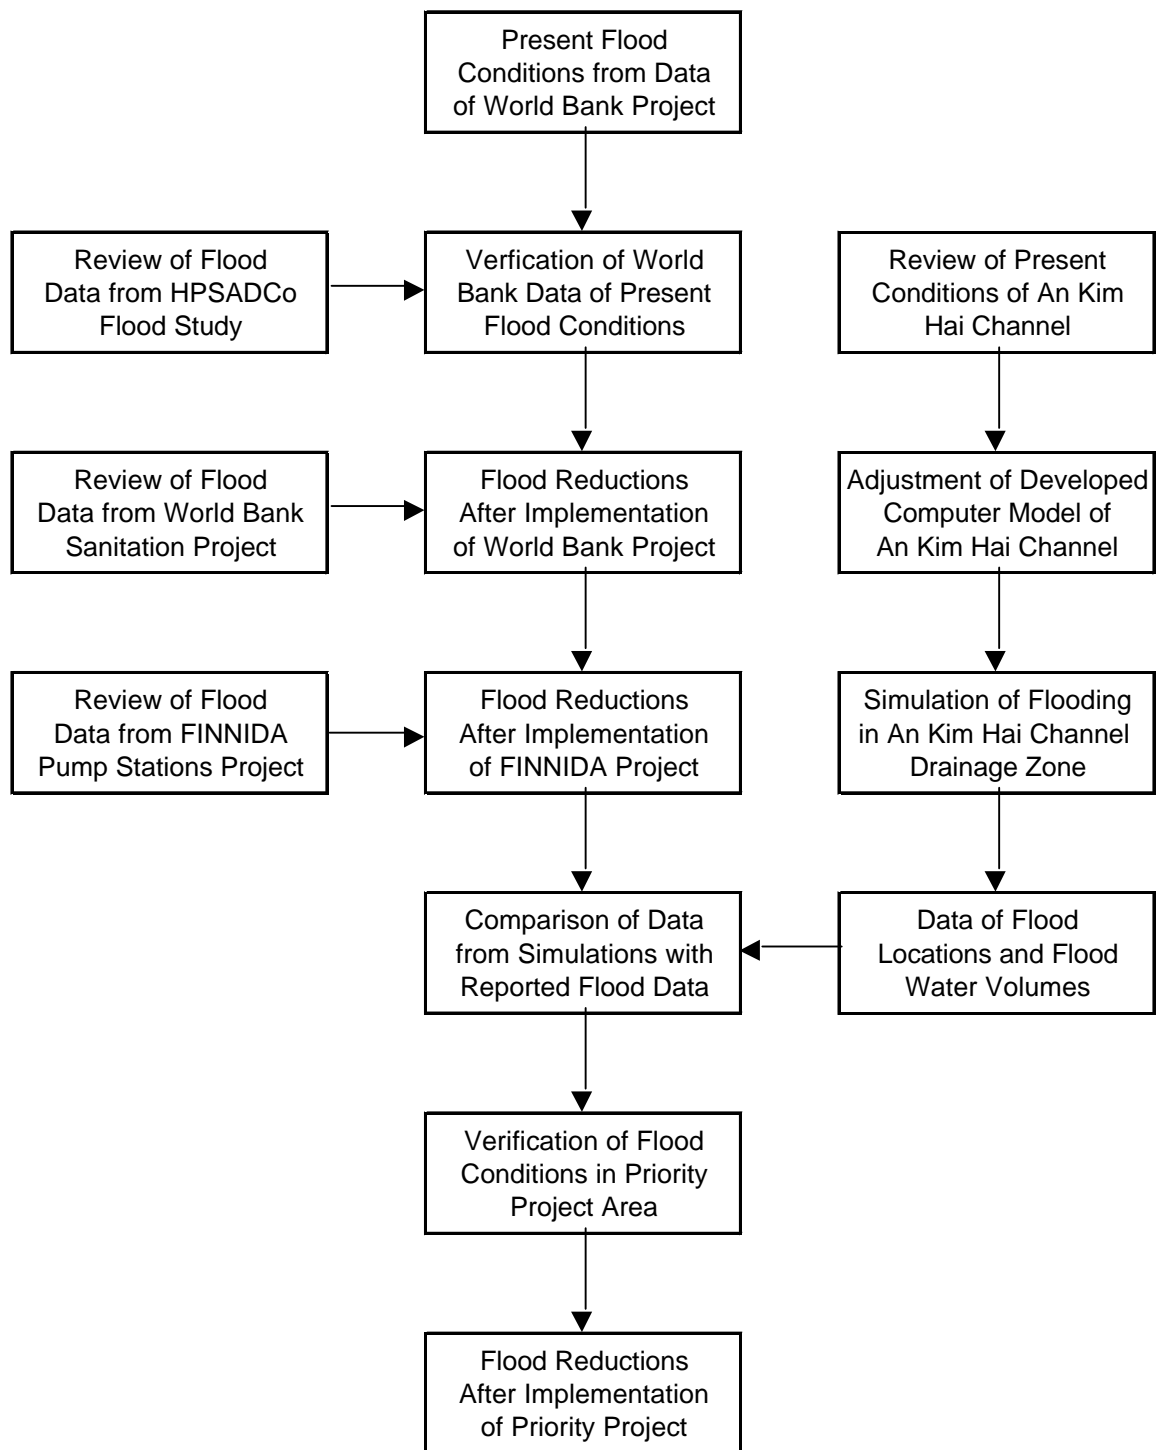 Present Flood
Conditions from Data
of World Bank Project
Review of Flood
Data from HPSADCo
Flood Study
Verfication of World
Bank Data of Present
Flood Conditions
Review of Present
Conditions of An Kim
Hai Channel
Review of Flood
Data from World Bank
Sanitation Project
Flood Reductions
After Implementation
of World Bank Project
Adjustment of Developed
Computer Model of
An Kim Hai Channel
Review of Flood
Data from FINNIDA
Pump Stations Project
Flood Reductions
After Implementation
of FINNIDA Project
Simulation of Flooding
in An Kim Hai Channel
Drainage Zone
Comparison of Data
from Simulations with
Reported Flood Data
Data of Flood
Locations and Flood
Water Volumes
Verification of Flood
Conditions in Priority
Project Area
Flood Reductions
After Implementation
of Priority Project